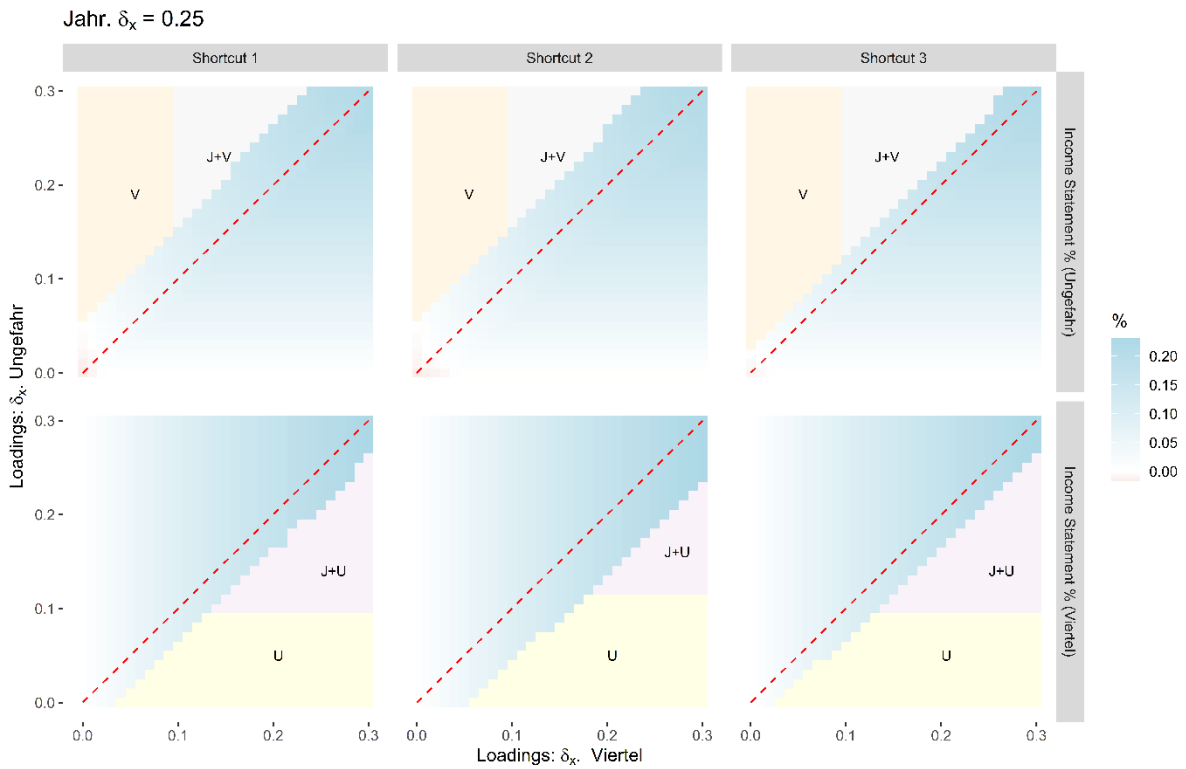 Jahr. δx = 0.25
Shortcut 1
Shortcut 2
Shortcut 3
Loadings: δx. Ungefahr
0.3
0.2
0.1
0.0
V
J+V
V
J+V
V
J+V
Income Statement % (Ungefahr)
0.3
0.2
0.1
0.0
J+U
U
J+U
U
J+U
U
Income Statement % (Viertel)
%
0.20
0.15
0.10
0.05
0.00
0.0 0.1 0.2 0.3
0.0 0.1 0.2 0.3
0.0 0.1 0.2 0.3
Loadings: δx. Viertel